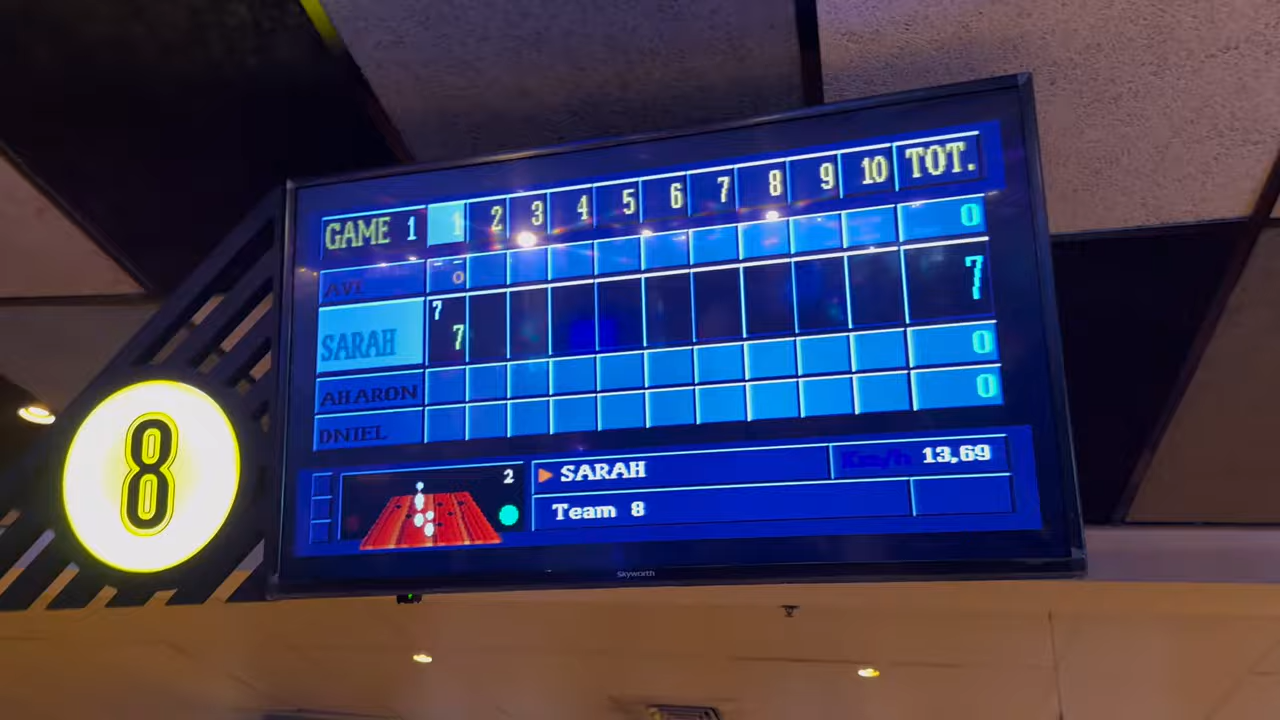 GAME 1 1 2 3 4 5 6 7 8 9 10 TOT.
AVI - - 0 0
7
SARAH 7 7
AHARON 0
DNIEL 0
2 SARAH Km/h 13,69
Team 8
8
Skyworth